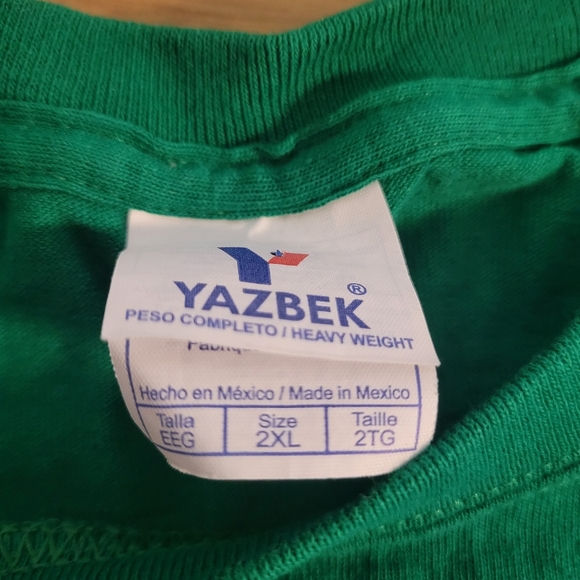 YAZBEK®
PESO COMPLETO / HEAVY WEIGHT
Hecho en México / Made in Mexico
Talla Size Taille
EEG 2XL 2TG